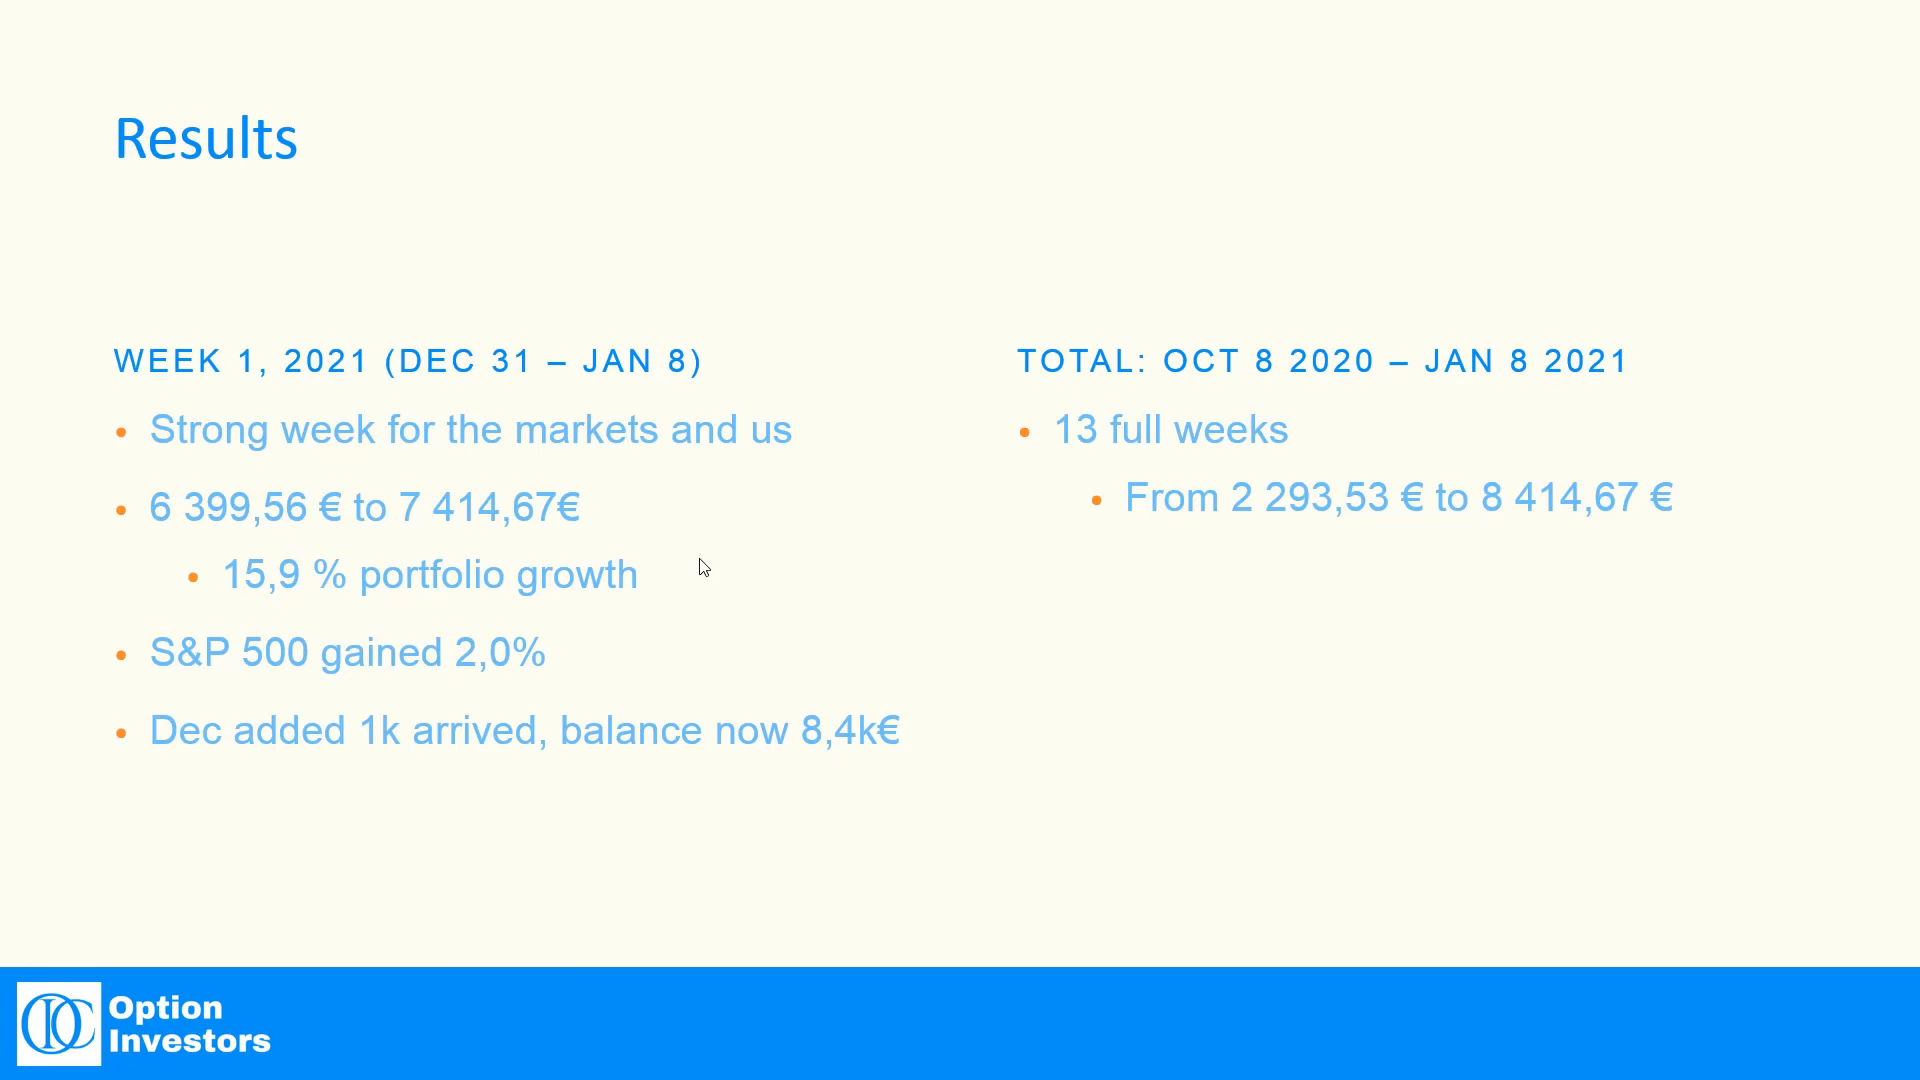 Results
WEEK 1, 2021 (DEC 31 – JAN 8)
• Strong week for the markets and us
• 6 399,56 € to 7 414,67€
• 15,9 % portfolio growth
• S&P 500 gained 2,0%
• Dec added 1k arrived, balance now 8,4k€
TOTAL: OCT 8 2020 – JAN 8 2021
• 13 full weeks
• From 2 293,53 € to 8 414,67 €
Option
Investors